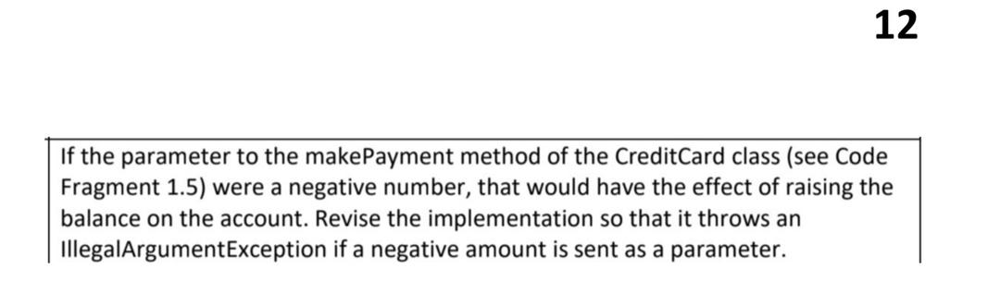 12
If the parameter to the makePayment method of the CreditCard class (see Code
Fragment 1.5) were a negative number, that would have the effect of raising the
balance on the account. Revise the implementation so that it throws an
IllegalArgumentException if a negative amount is sent as a parameter.